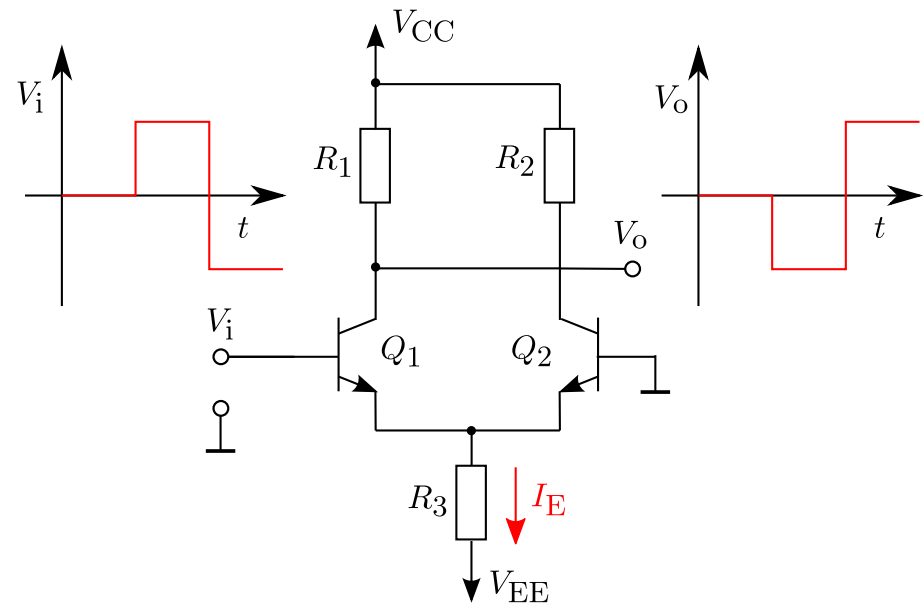 V_CC
V_i
V_o
R_1
R_2
t
V_o
t
V_i
Q_1
Q_2
R_3
I_E
V_EE